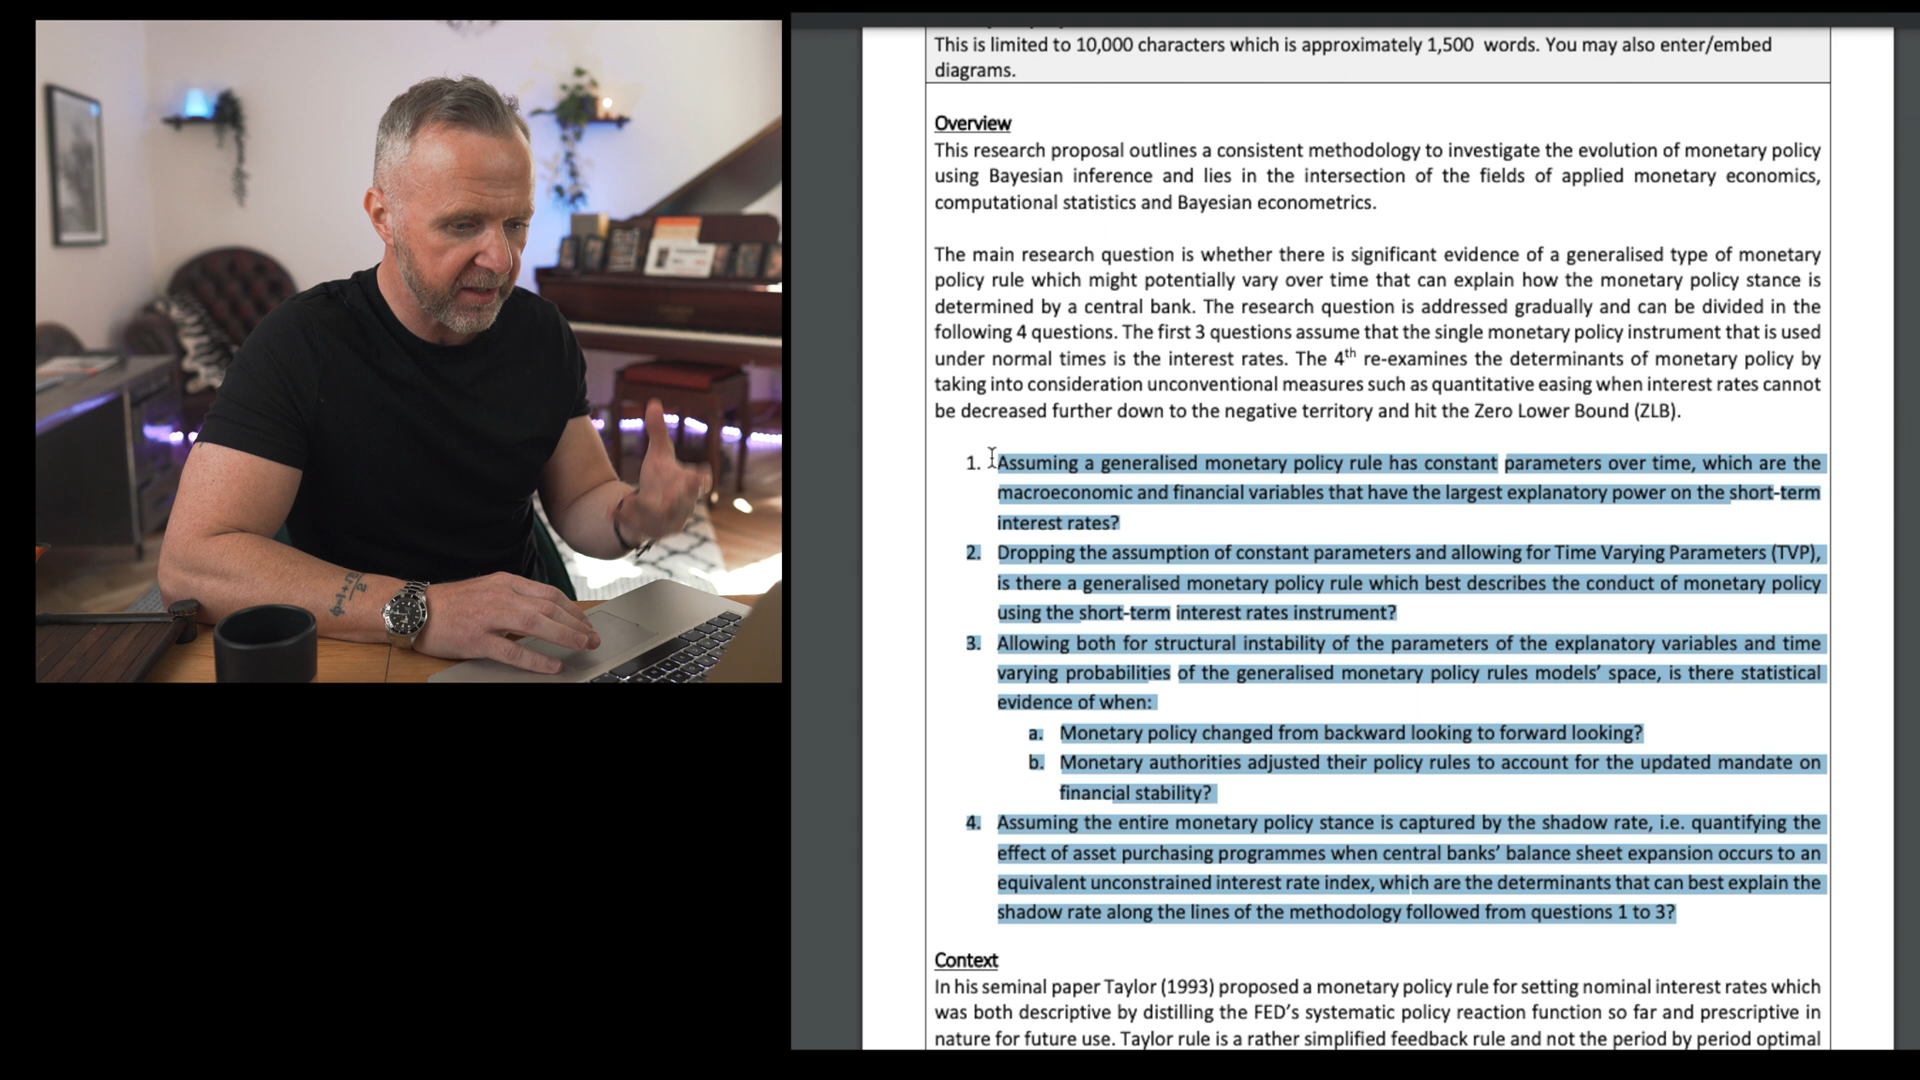 This is limited to 10,000 characters which is approximately 1,500 words. You may also enter/embed
diagrams.
Overview
This research proposal outlines a consistent methodology to investigate the evolution of monetary policy
using Bayesian inference and lies in the intersection of the fields of applied monetary economics,
computational statistics and Bayesian econometrics.
The main research question is whether there is significant evidence of a generalised type of monetary
policy rule which might potentially vary over time that can explain how the monetary policy stance is
determined by a central bank. The research question is addressed gradually and can be divided in the
following 4 questions. The first 3 questions assume that the single monetary policy instrument that is used
under normal times is the interest rates. The 4th re-examines the determinants of monetary policy by
taking into consideration unconventional measures such as quantitative easing when interest rates cannot
be decreased further down to the negative territory and hit the Zero Lower Bound (ZLB).
1. Assuming a generalised monetary policy rule has constant parameters over time, which are the
macroeconomic and financial variables that have the largest explanatory power on the short-term
interest rates?
2. Dropping the assumption of constant parameters and allowing for Time Varying Parameters (TVP),
is there a generalised monetary policy rule which best describes the conduct of monetary policy
using the short-term interest rates instrument?
3. Allowing both for structural instability of the parameters of the explanatory variables and time
varying probabilities of the generalised monetary policy rules models' space, is there statistical
evidence of when:
a. Monetary policy changed from backward looking to forward looking?
b. Monetary authorities adjusted their policy rules to account for the updated mandate on
financial stability?
4. Assuming the entire monetary policy stance is captured by the shadow rate, i.e. quantifying the
effect of asset purchasing programmes when central banks' balance sheet expansion occurs to an
equivalent unconstrained interest rate index, which are the determinants that can best explain the
shadow rate along the lines of the methodology followed from questions 1 to 3?
Context
In his seminal paper Taylor (1993) proposed a monetary policy rule for setting nominal interest rates which
was both descriptive by distilling the FED's systematic policy reaction function so far and prescriptive in
nature for future use. Taylor rule is a rather simplified feedback rule and not the period by period optimal